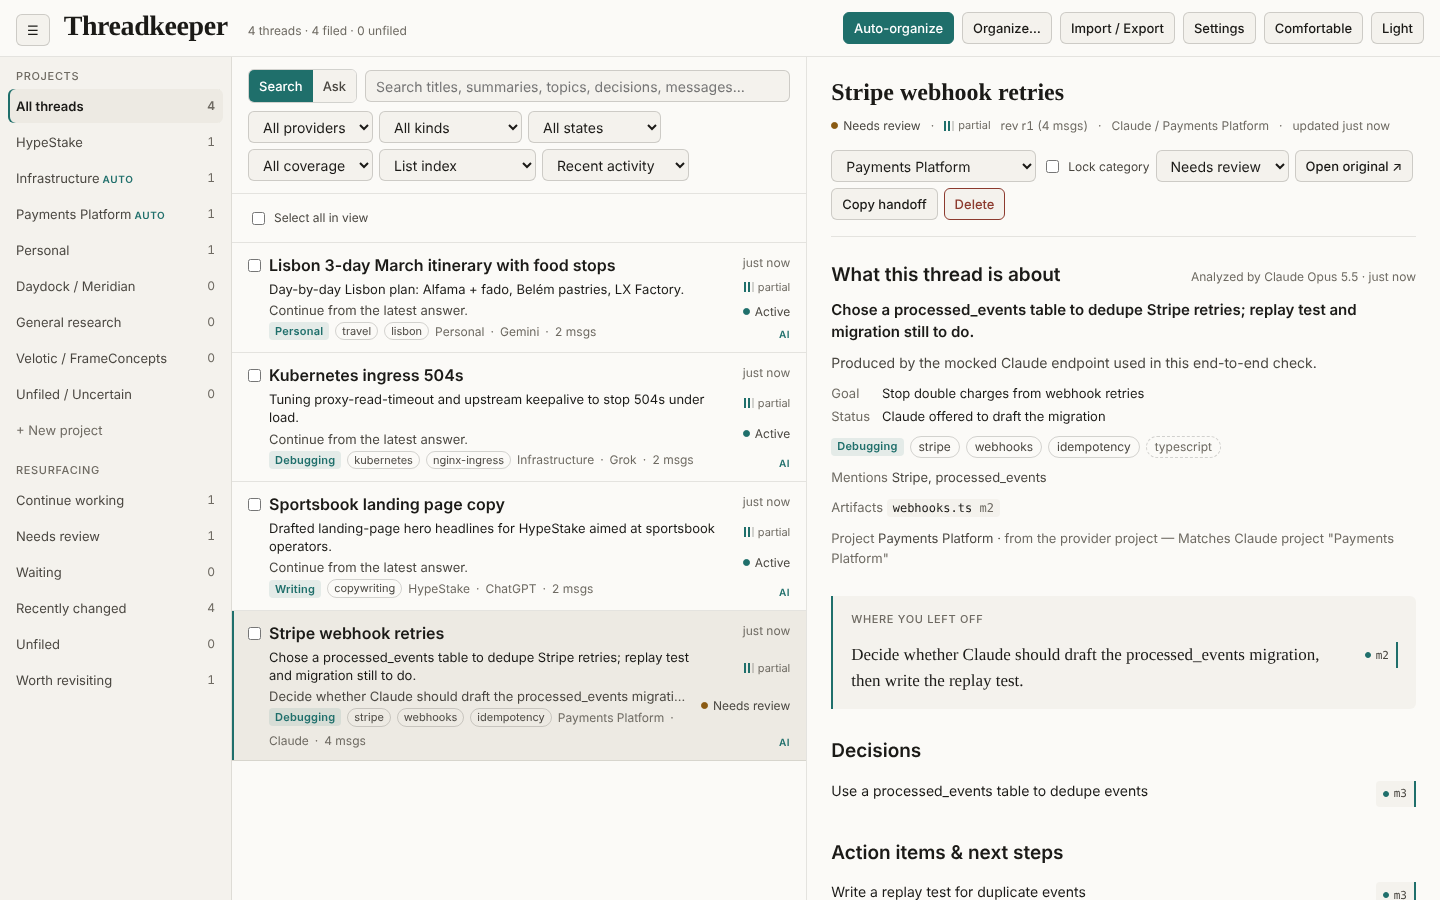 ☰ Threadkeeper 4 threads · 4 filed · 0 unfiled Auto-organize Organize... Import / Export Settings Comfortable Light
PROJECTS
All threads 4
HypeStake 1
Infrastructure AUTO 1
Payments Platform AUTO 1
Personal 1
Daydock / Meridian 0
General research 0
Velotic / FrameConcepts 0
Unfiled / Uncertain 0
+ New project
RESURFACING
Continue working 1
Needs review 1
Waiting 0
Recently changed 4
Unfiled 0
Worth revisiting 1
Search Ask Search titles, summaries, topics, decisions, messages...
All providers All kinds All states
All coverage List index Recent activity
Select all in view
Lisbon 3-day March itinerary with food stops just now
Day-by-day Lisbon plan: Alfama + fado, Belém pastries, LX Factory. partial
Continue from the latest answer. Active
Personal travel lisbon Personal · Gemini · 2 msgs AI
Kubernetes ingress 504s just now
Tuning proxy-read-timeout and upstream keepalive to stop 504s under partial
load.
Continue from the latest answer. Active
Debugging kubernetes nginx-ingress Infrastructure · Grok · 2 msgs AI
Sportsbook landing page copy just now
Drafted landing-page hero headlines for HypeStake aimed at sportsbook partial
operators.
Continue from the latest answer. Active
Writing copywriting HypeStake · ChatGPT · 2 msgs AI
Stripe webhook retries just now
Chose a processed_events table to dedupe Stripe retries; replay test partial
and migration still to do.
Decide whether Claude should draft the processed_events migrati... Needs review
Debugging stripe webhooks idempotency Payments Platform ·
Claude · 4 msgs AI
Stripe webhook retries
Needs review · partial rev r1 (4 msgs) · Claude / Payments Platform · updated just now
Payments Platform Lock category Needs review Open original ↗
Copy handoff Delete
What this thread is about Analyzed by Claude Opus 5.5 · just now
Chose a processed_events table to dedupe Stripe retries; replay test and
migration still to do.
Produced by the mocked Claude endpoint used in this end-to-end check.
Goal Stop double charges from webhook retries
Status Claude offered to draft the migration
Debugging stripe webhooks idempotency typescript
Mentions Stripe, processed_events
Artifacts webhooks.ts m2
Project Payments Platform · from the provider project — Matches Claude project "Payments
Platform"
WHERE YOU LEFT OFF
Decide whether Claude should draft the processed_events migration, m2
then write the replay test.
Decisions
Use a processed_events table to dedupe events m3
Action items & next steps
Write a replay test for duplicate events m3